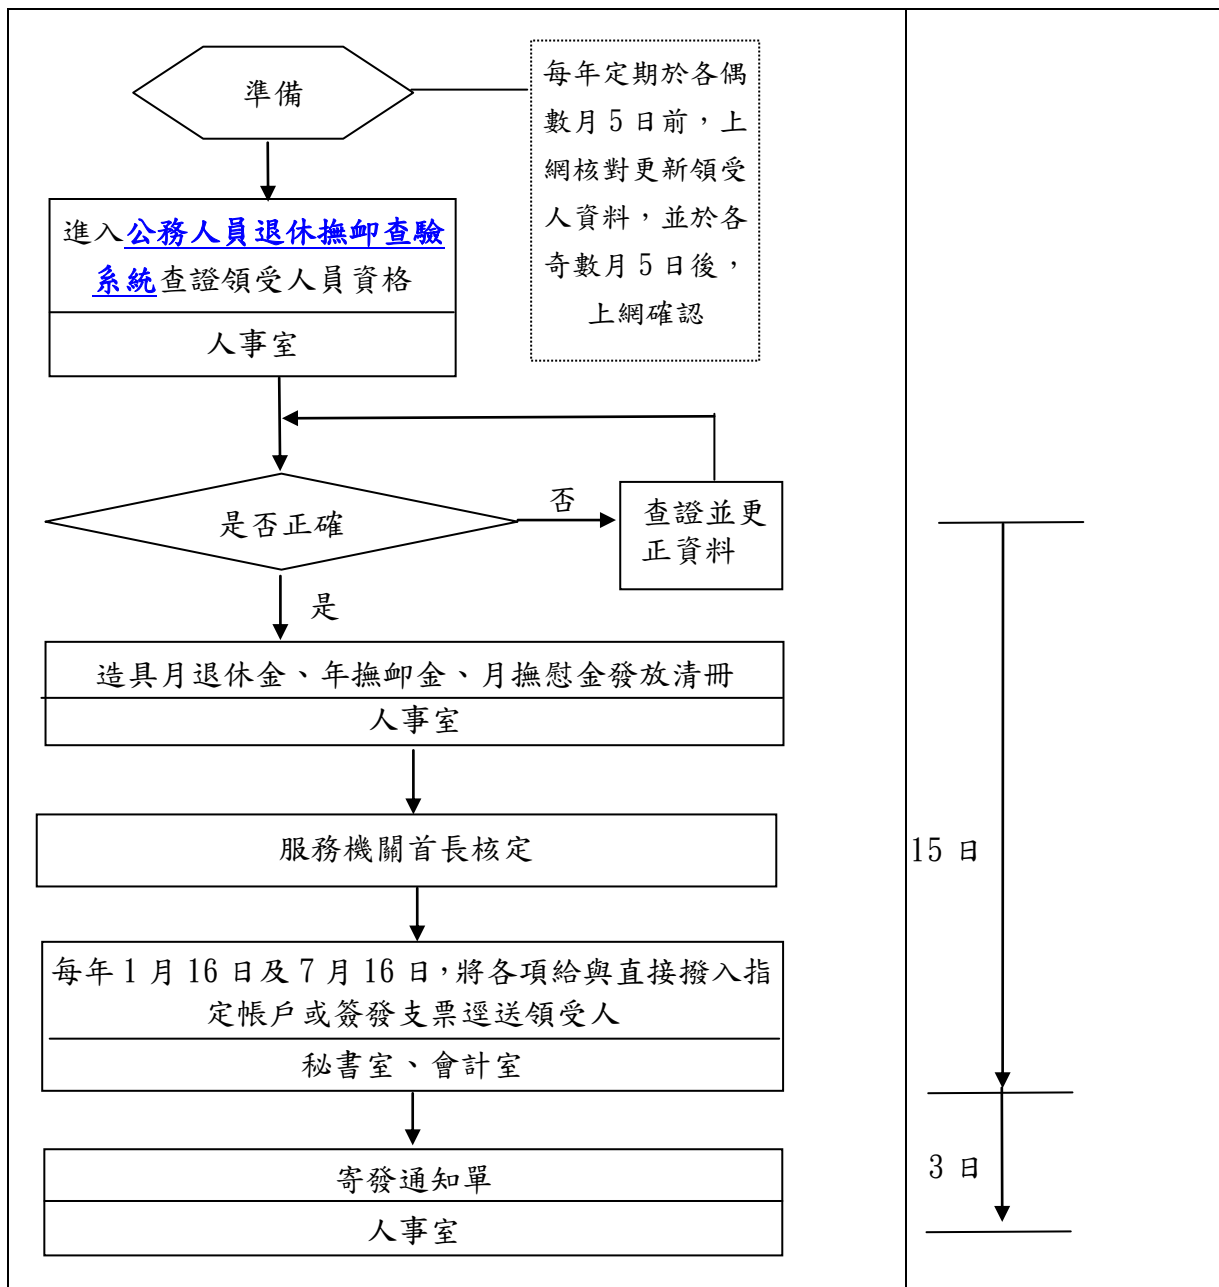 準備
每年定期於各偶
數月5日前，上
網核對更新領受
人資料，並於各
奇數月5日後，
上網確認
進入公務人員退休撫卹查驗
系統查證領受人員資格
人事室
是否正確
否
查證並更
正資料
是
造具月退休金、年撫卹金、月撫慰金發放清冊
人事室
服務機關首長核定
每年1月16日及7月16日，將各項給與直接撥入指
定帳戶或簽發支票逕送領受人
秘書室、會計室
寄發通知單
人事室
15 日
3 日